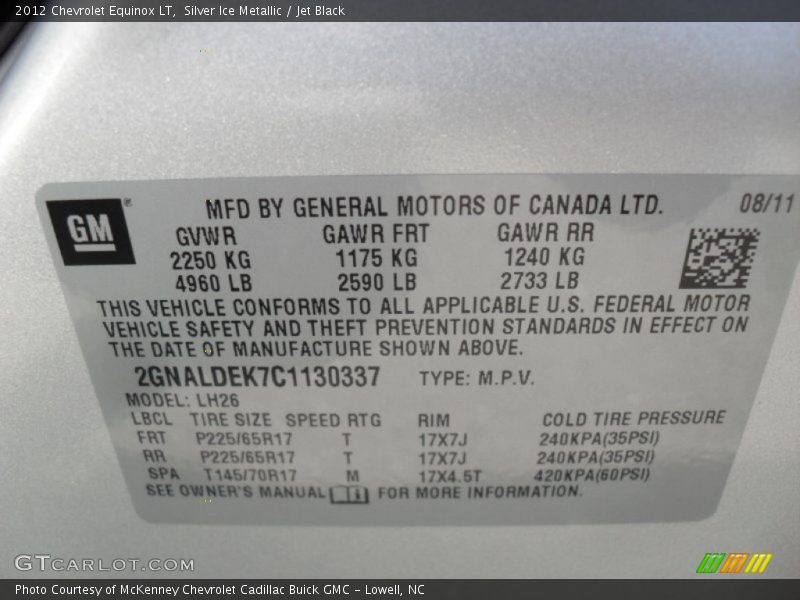 2012 Chevrolet Equinox LT, Silver Ice Metallic / Jet Black
GM®
MFD BY GENERAL MOTORS OF CANADA LTD. 08/11
GVWR GAWR FRT GAWR RR
2250 KG 1175 KG 1240 KG
4960 LB 2590 LB 2733 LB
THIS VEHICLE CONFORMS TO ALL APPLICABLE U.S. FEDERAL MOTOR
VEHICLE SAFETY AND THEFT PREVENTION STANDARDS IN EFFECT ON
THE DATE OF MANUFACTURE SHOWN ABOVE.
2GNALDEK7C1130337 TYPE: M.P.V.
MODEL: LH26
LBCL TIRE SIZE SPEED RTG RIM COLD TIRE PRESSURE
FRT P225/65R17 T 17X7J 240KPA(35PSI)
RR P225/65R17 T 17X7J 240KPA(35PSI)
SPA T145/70R17 M 17X4.5T 420KPA(60PSI)
SEE OWNER'S MANUAL FOR MORE INFORMATION.
GTCARLOT.COM
Photo Courtesy of McKenney Chevrolet Cadillac Buick GMC - Lowell, NC